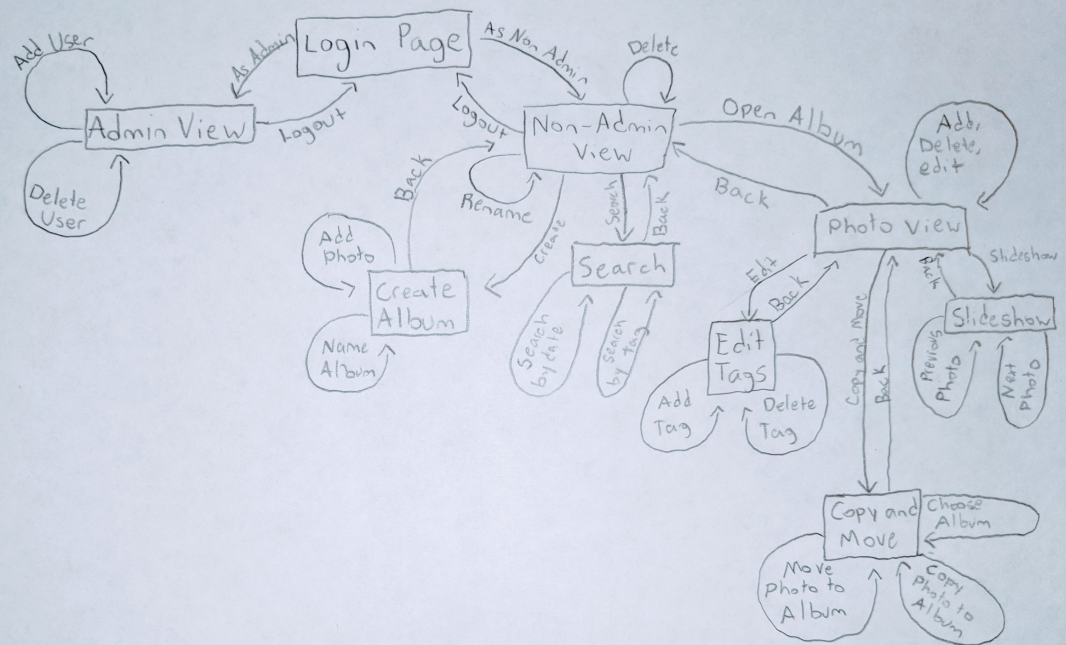 Login Page
Add User
As Admin
As Non Admin
Delete
Admin View
Logout
Logout
Non-Admin
View
Open Album
Add,
Delete,
edit
Delete
User
Back
Rename
Create
Search
Back
Back
Photo View
Add
Photo
Create
Album
Search
Edit
Back
Back
Slideshow
Slideshow
Name
Album
Search
by date
Search
by tag
Edit
Tags
Copy and Move
Back
Previous
Photo
Next
Photo
Add
Tag
Delete
Tag
Copy and
Move
Choose
Album
Move
Photo to
Album
Copy
Photo to
Album